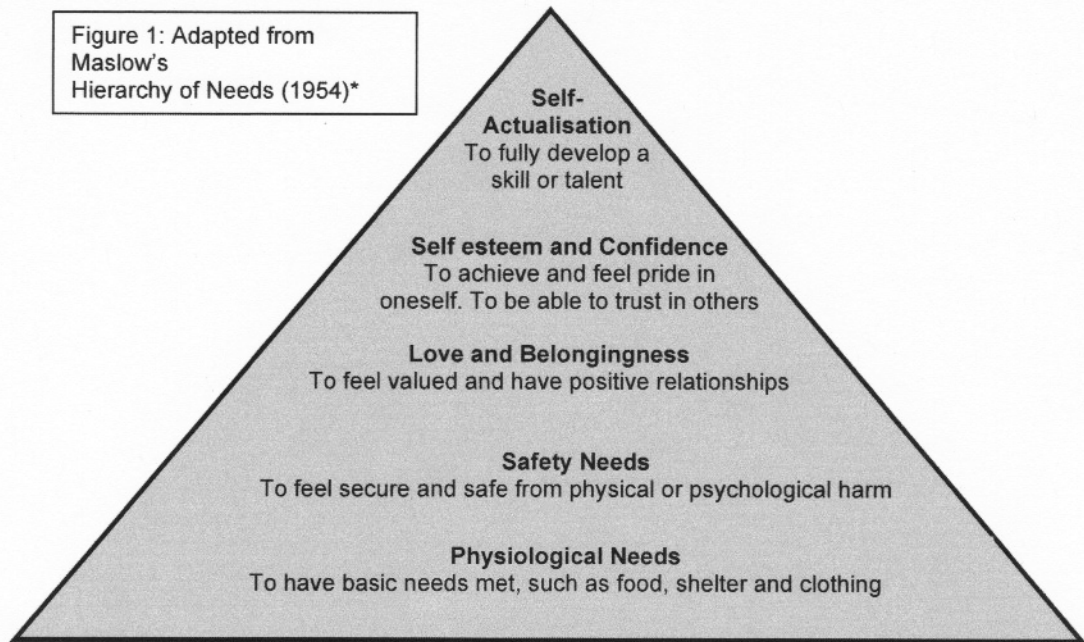 Figure 1: Adapted from
Maslow's
Hierarchy of Needs (1954)*
Self-
Actualisation
To fully develop a
skill or talent
Self esteem and Confidence
To achieve and feel pride in
oneself. To be able to trust in others
Love and Belongingness
To feel valued and have positive relationships
Safety Needs
To feel secure and safe from physical or psychological harm
Physiological Needs
To have basic needs met, such as food, shelter and clothing